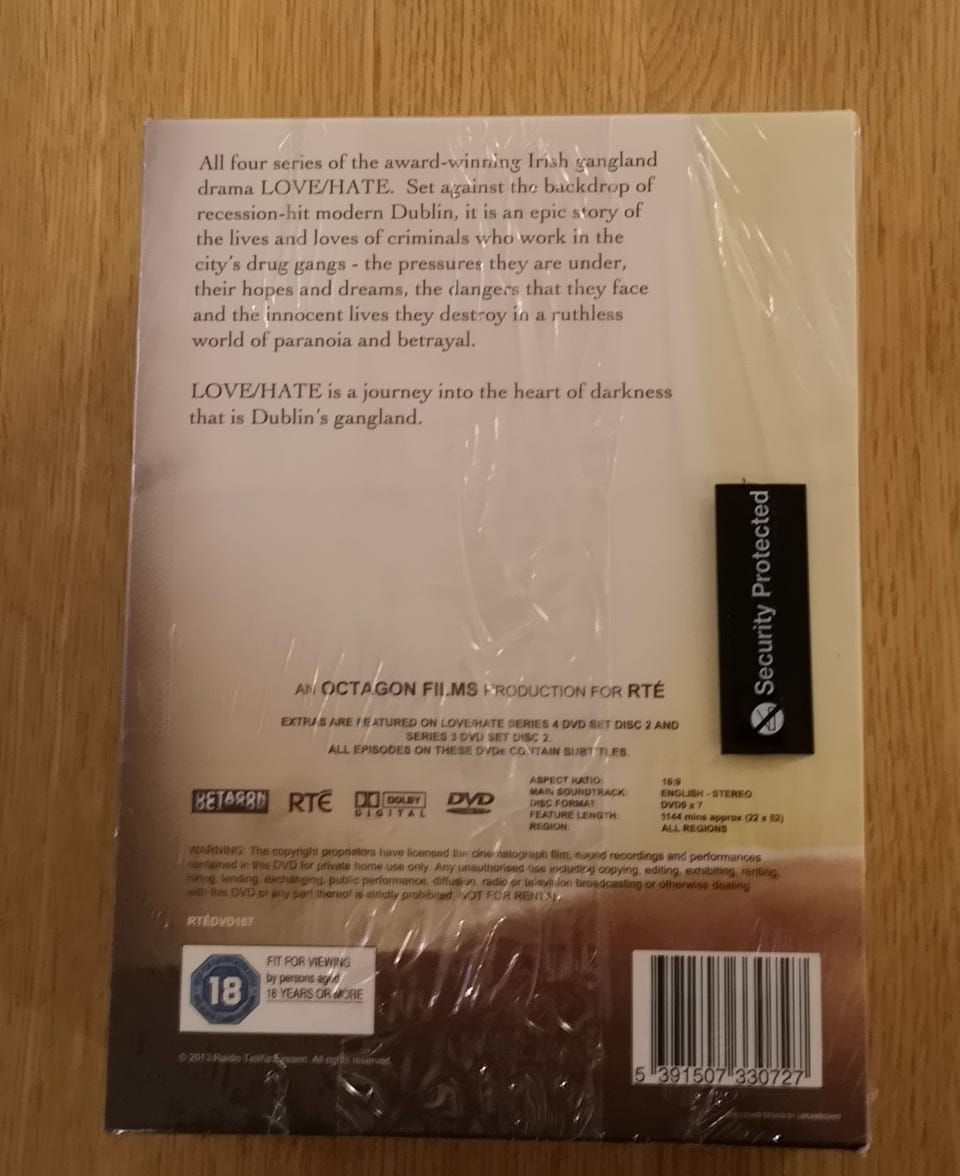 All four series of the award-winning Irish gangland
drama LOVE/HATE. Set against the backdrop of
recession-hit modern Dublin, it is an epic story of
the lives and loves of criminals who work in the
city's drug gangs - the pressures they are under,
their hopes and dreams, the dangers that they face
and the innocent lives they destroy in a ruthless
world of paranoia and betrayal.
LOVE/HATE is a journey into the heart of darkness
that is Dublin's gangland.
Security Protected
AN OCTAGON FILMS PRODUCTION FOR RTÉ
EXTRAS ARE FEATURED ON LOVE/HATE SERIES 4 DVD SET DISC 2 AND
SERIES 3 DVD SET DISC 2.
ALL EPISODES ON THESE DVDs CONTAIN SUBTITLES.
OCTAGON RTÉ DOLBY DIGITAL DVD
ASPECT RATIO: 16:9
MAIN SOUNDTRACK: ENGLISH - STEREO
DISC FORMAT: DVD9 x 7
FEATURE LENGTH: 1144 mins approx (22 x 52)
REGION: ALL REGIONS
WARNING: The copyright proprietors have licensed the cinematograph film, sound recordings and performances
contained in this DVD for private home use only. Any unauthorised use including copying, editing, exhibiting, renting,
hiring, lending, exchanging, public performance, diffusion, radio or television broadcasting or otherwise dealing
with this DVD or any part thereof is strictly prohibited. NOT FOR RENTAL
RTÉDVD167
18
FIT FOR VIEWING
by persons aged
18 YEARS OR MORE
© 2013 Raidió Teilifís Éireann. All rights reserved.
5 391507 330727